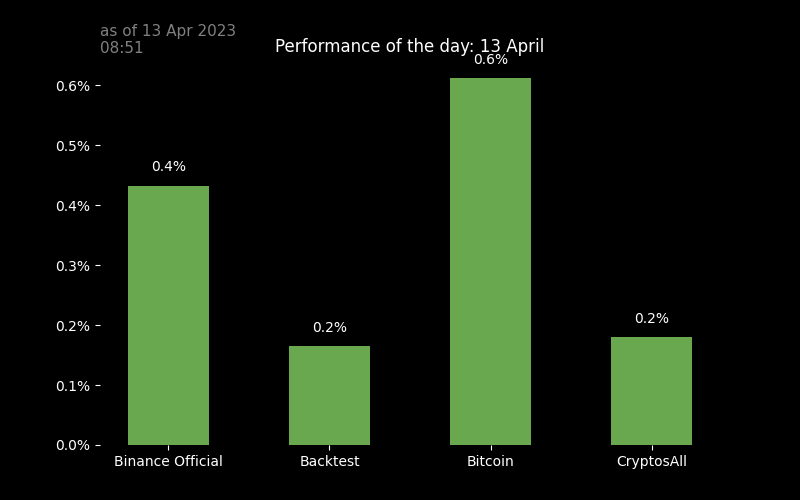 as of 13 Apr 2023
08:51
Performance of the day: 13 April
0.6%
0.6%
0.5%
0.4%
0.4%
0.3%
0.2%
0.2%
0.2%
0.1%
0.0%
Binance Official
Backtest
Bitcoin
CryptosAll